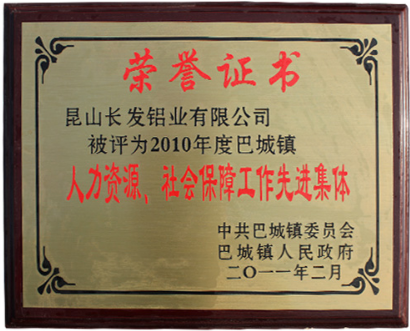 荣誉证书
昆山长发铝业有限公司
被评为2010年度巴城镇
人力资源、社会保障工作先进集体
中共巴城镇委员会
巴城镇人民政府
二〇一一年二月